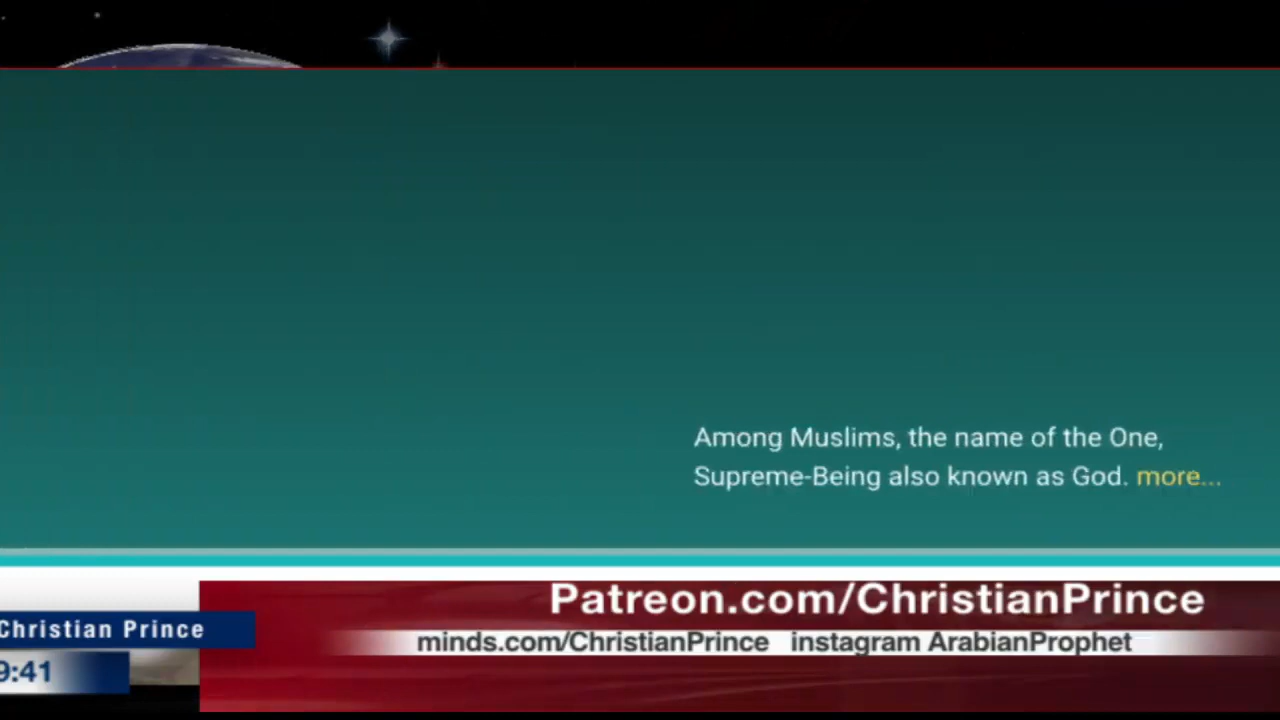 Among Muslims, the name of the One,
Supreme-Being also known as God. more...
Patreon.com/ChristianPrince
Christian Prince
minds.com/ChristianPrince instagram ArabianProphet
9:41